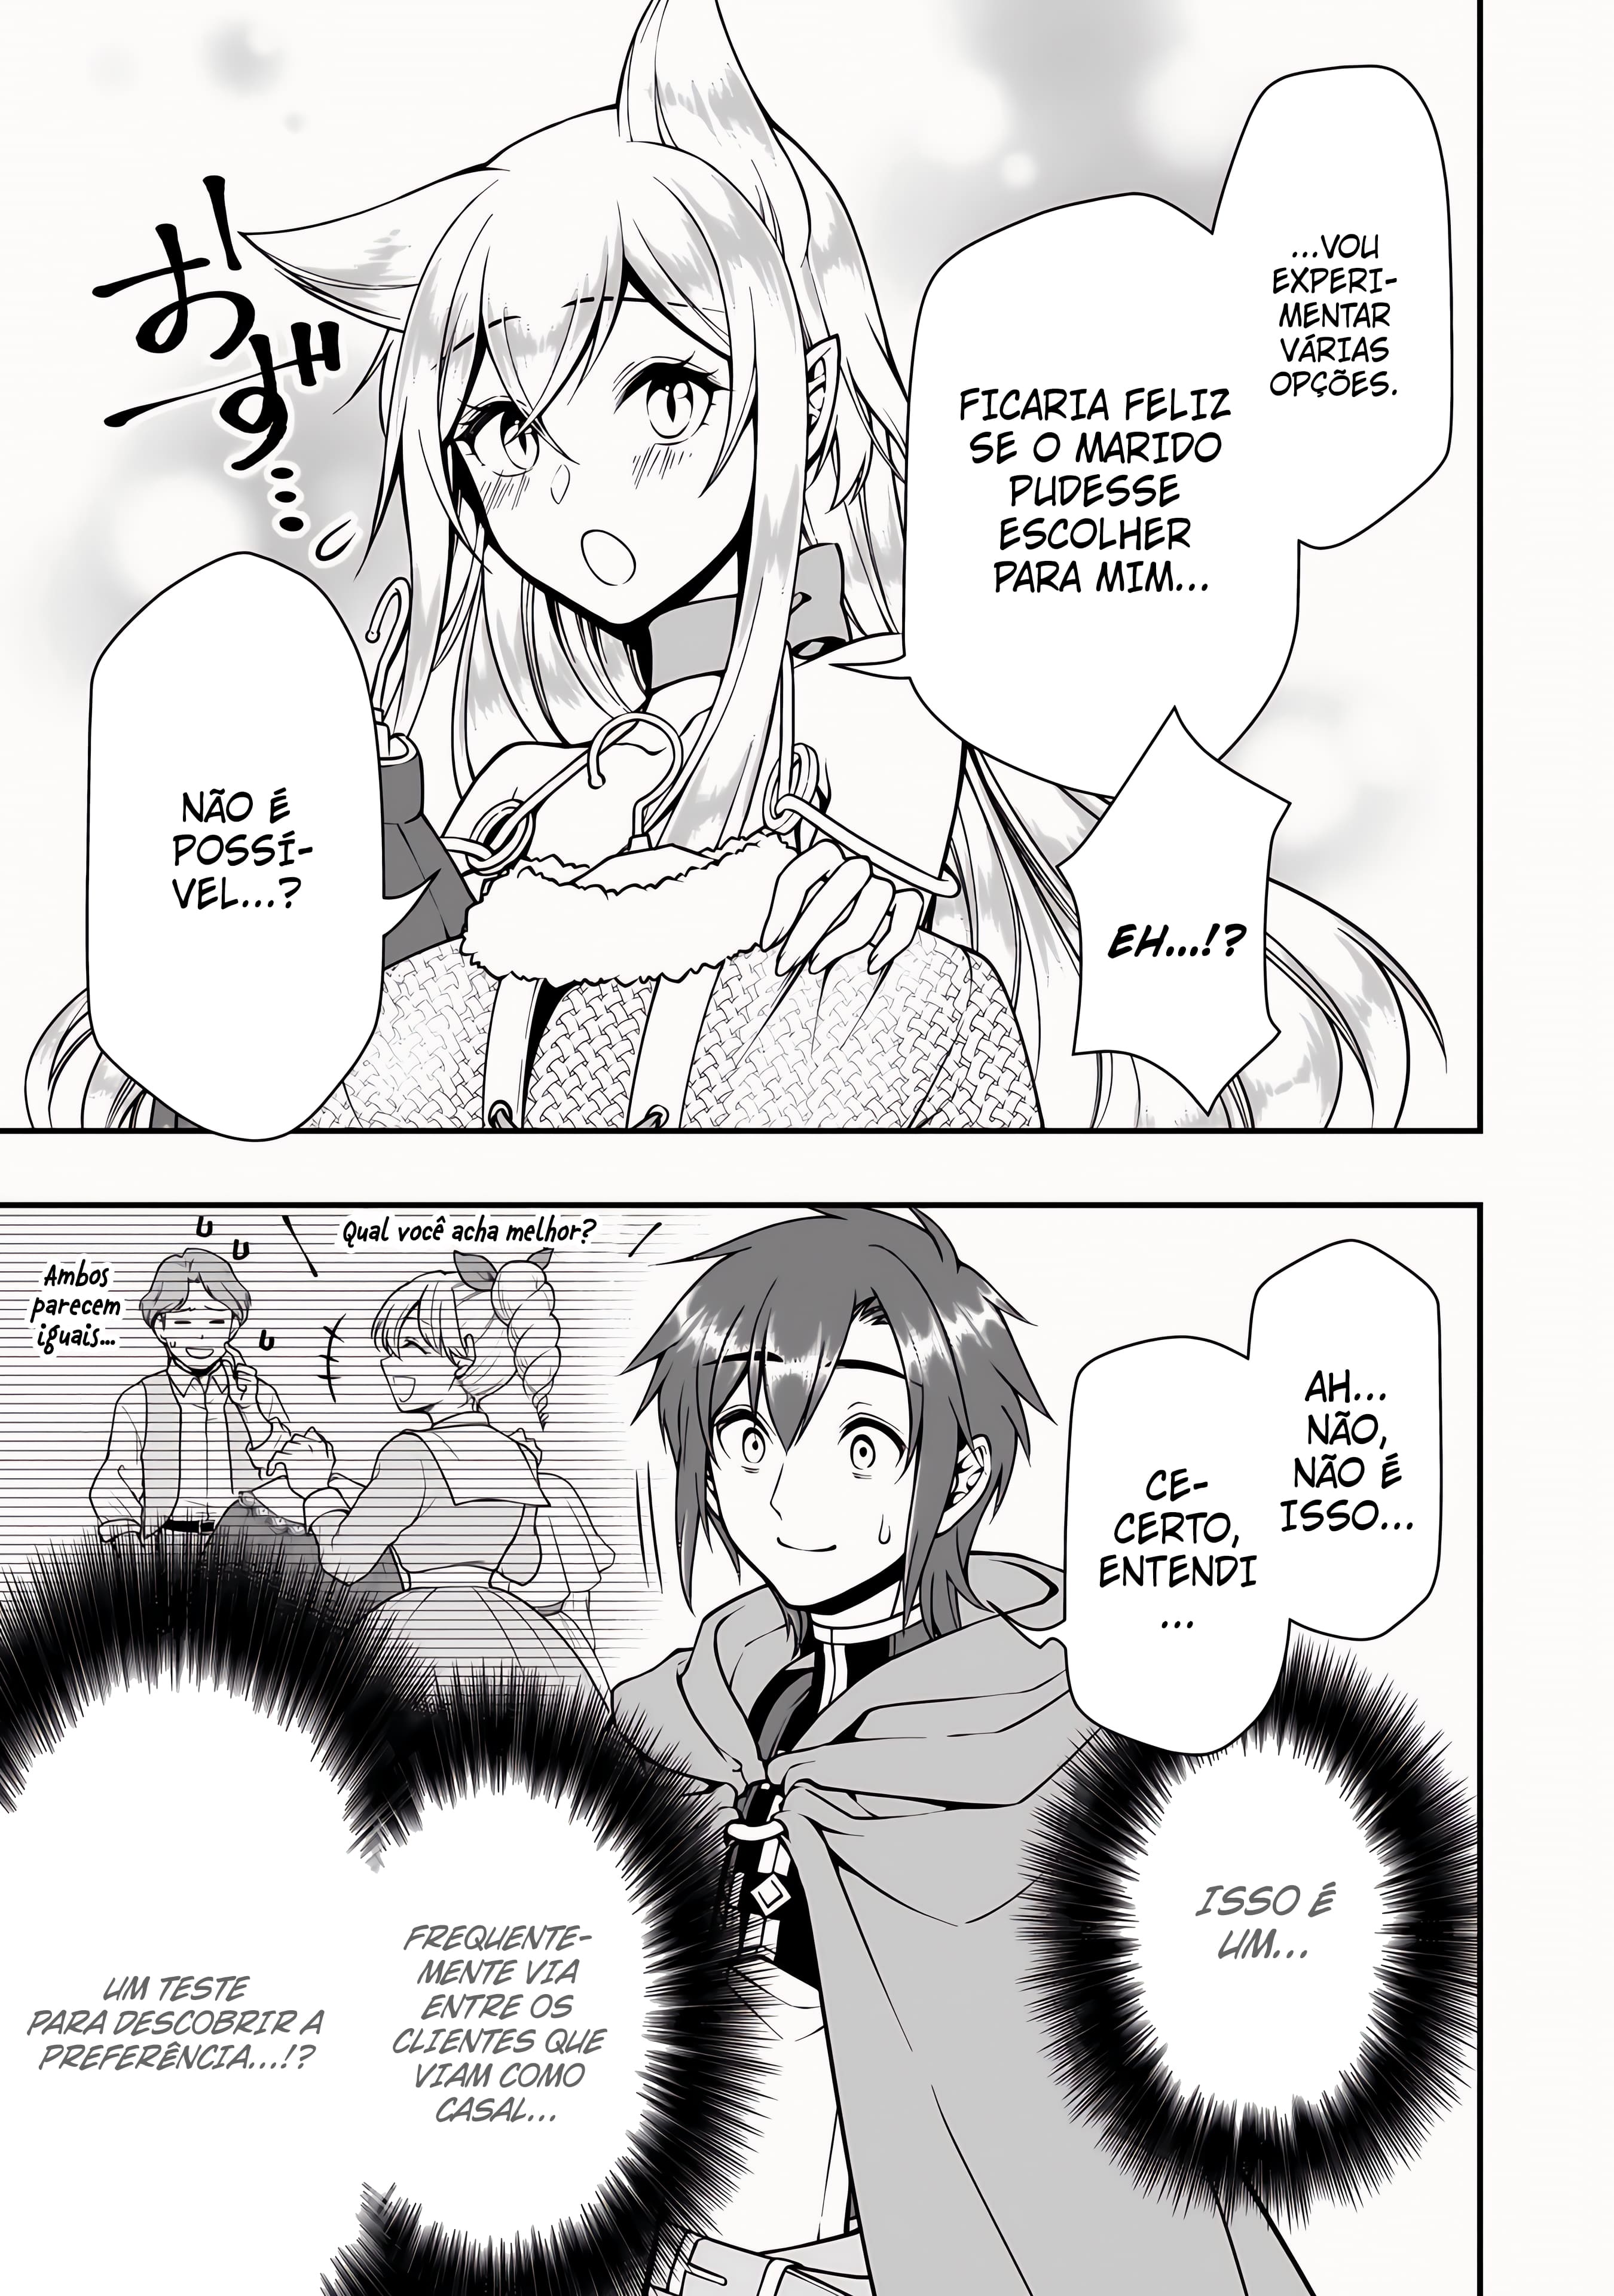 ...VOU
EXPERI-
MENTAR
VÁRIAS
OPÇÕES.
FICARIA FELIZ
SE O MARIDO
PUDESSE
ESCOLHER
PARA MIM...
EH...!?
おず…
NÃO É
POSSÍ-
VEL...?
AH...
NÃO,
NÃO É
ISSO...
CE-
CERTO,
ENTENDI
...
Qual você acha melhor?
Ambos
parecem
iguais...
ISSO É
UM...
FREQUENTE-
MENTE VIA
ENTRE OS
CLIENTES QUE
VIAM COMO
CASAL...
UM TESTE
PARA DESCOBRIR A
PREFERÊNCIA...!?